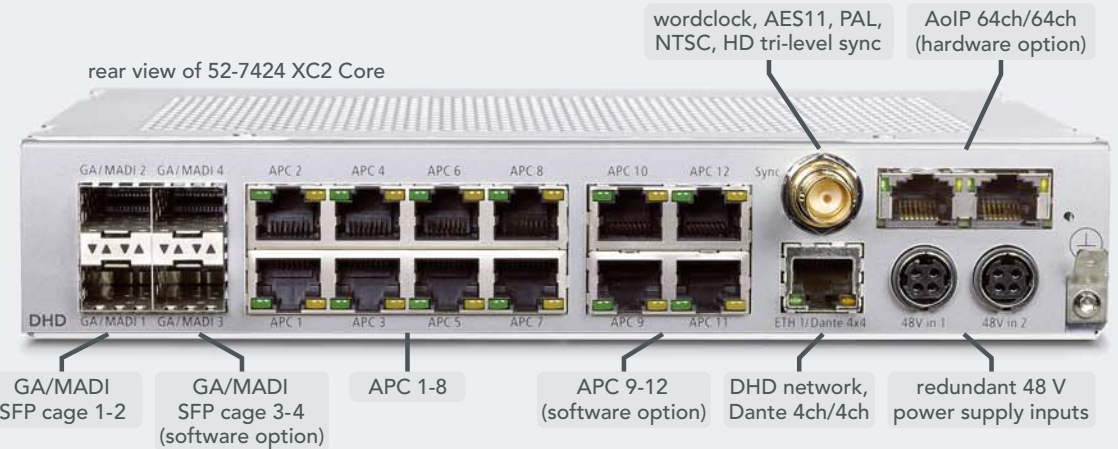 wordclock, AES11, PAL,
NTSC, HD tri-level sync
AoIP 64ch/64ch
(hardware option)
rear view of 52-7424 XC2 Core
GA/MADI 2 GA/MADI 4
APC 2 APC 4 APC 6 APC 8
APC 10 APC 12
Sync
DHD
GA/MADI 1 GA/MADI 3
APC 1 APC 3 APC 5 APC 7
APC 9 APC 11
ETH 1/Dante 4x4
48V in 1 48V in 2
GA/MADI
SFP cage 1-2
GA/MADI
SFP cage 3-4
(software option)
APC 1-8
APC 9-12
(software option)
DHD network,
Dante 4ch/4ch
redundant 48 V
power supply inputs